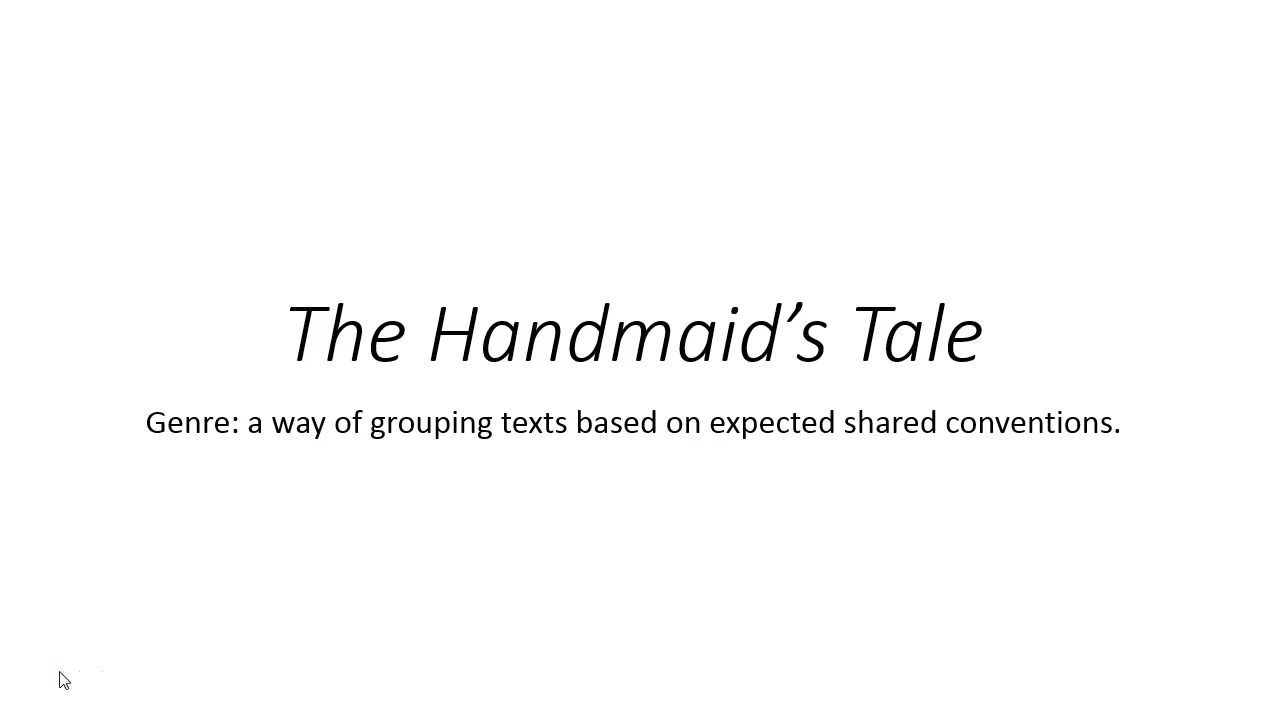 The Handmaid’s Tale
Genre: a way of grouping texts based on expected shared conventions.